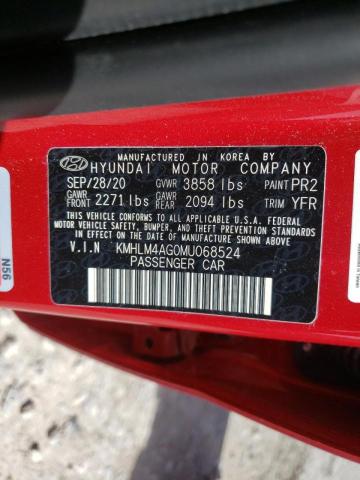 MANUFACTURED IN KOREA BY
HYUNDAI MOTOR COMPANY
SEP/28/20 GVWR 3858 lbs PAINT PR2
GAWR FRONT 2271 lbs GAWR REAR 2094 lbs TRIM YFR
THIS VEHICLE CONFORMS TO ALL APPLICABLE U.S.A. FEDERAL
MOTOR VEHICLE SAFETY, BUMPER, AND THEFT PREVENTION
STANDARDS IN EFFECT ON THE DATE OF MANUFACTURE SHOWN ABOVE.
V.I.N KMHLM4AG0MU068524
PASSENGER CAR
N56